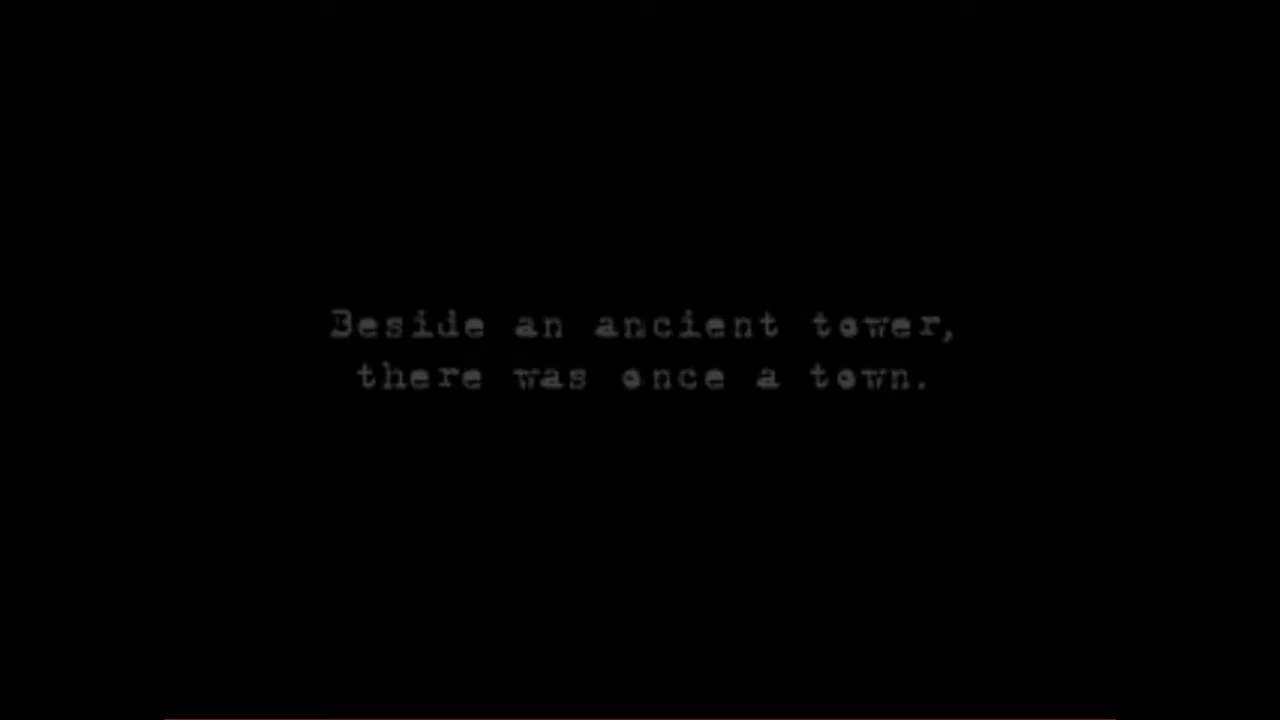 Beside an ancient tower,
there was once a town.